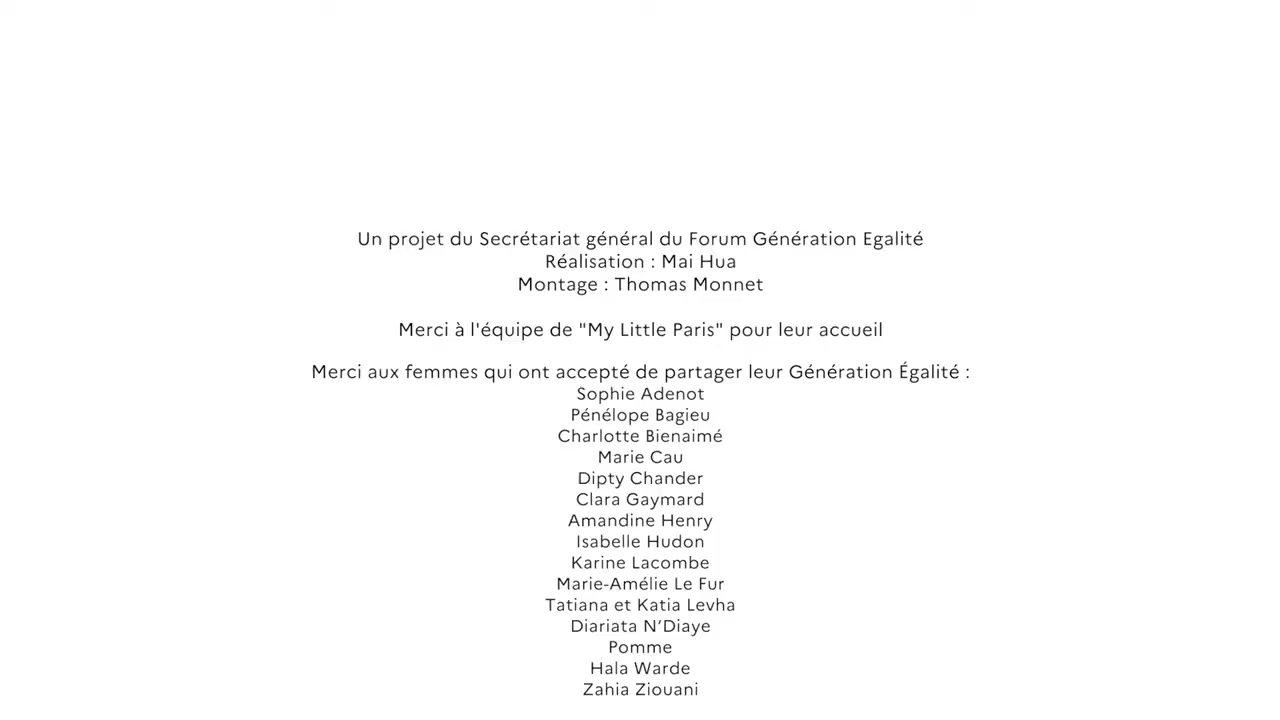 Un projet du Secrétariat général du Forum Génération Egalité
Réalisation : Mai Hua
Montage : Thomas Monnet
Merci à l'équipe de "My Little Paris" pour leur accueil
Merci aux femmes qui ont accepté de partager leur Génération Égalité :
Sophie Adenot
Pénélope Bagieu
Charlotte Bienaimé
Marie Cau
Dipty Chander
Clara Gaymard
Amandine Henry
Isabelle Hudon
Karine Lacombe
Marie-Amélie Le Fur
Tatiana et Katia Levha
Diariata N’Diaye
Pomme
Hala Warde
Zahia Ziouani